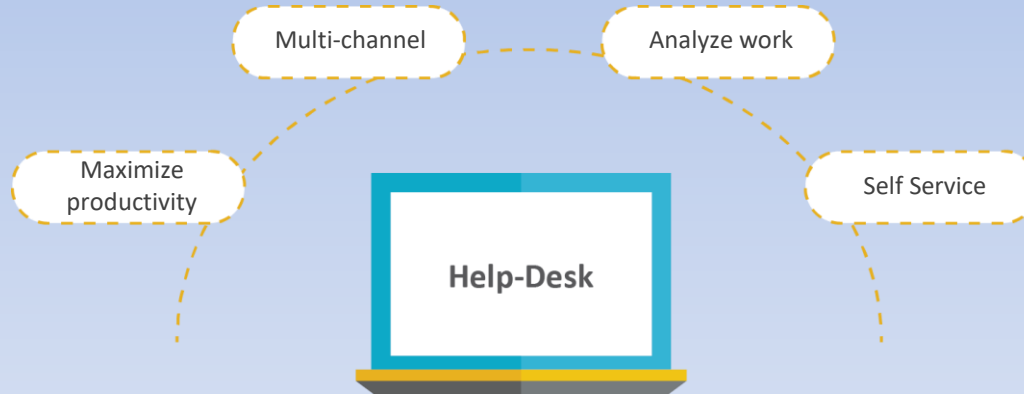 Multi-channel
Analyze work
Maximize
productivity
Self Service
Help-Desk